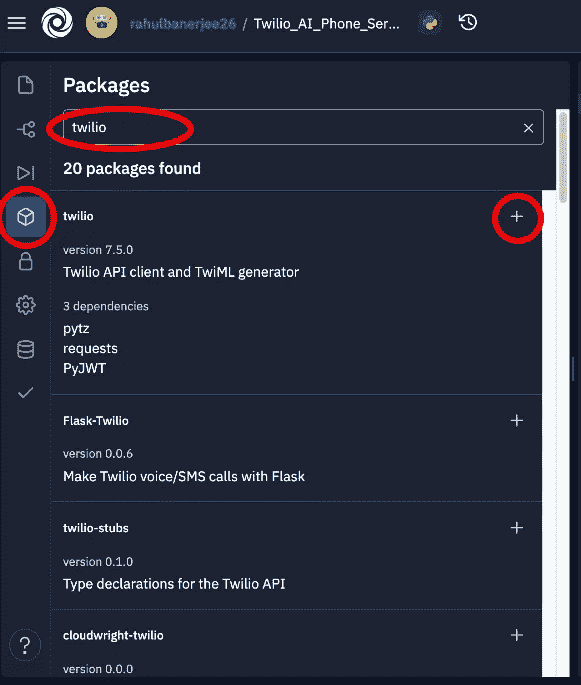 rahulbanerjee26 / Twilio_AI_Phone_Ser...
Packages
twilio
20 packages found
twilio
version 7.5.0
Twilio API client and TwiML generator
3 dependencies
pytz
requests
PyJWT
Flask-Twilio
version 0.0.6
Make Twilio voice/SMS calls with Flask
twilio-stubs
version 0.1.0
Type declarations for the Twilio API
cloudwright-twilio
version 0.0.0
?